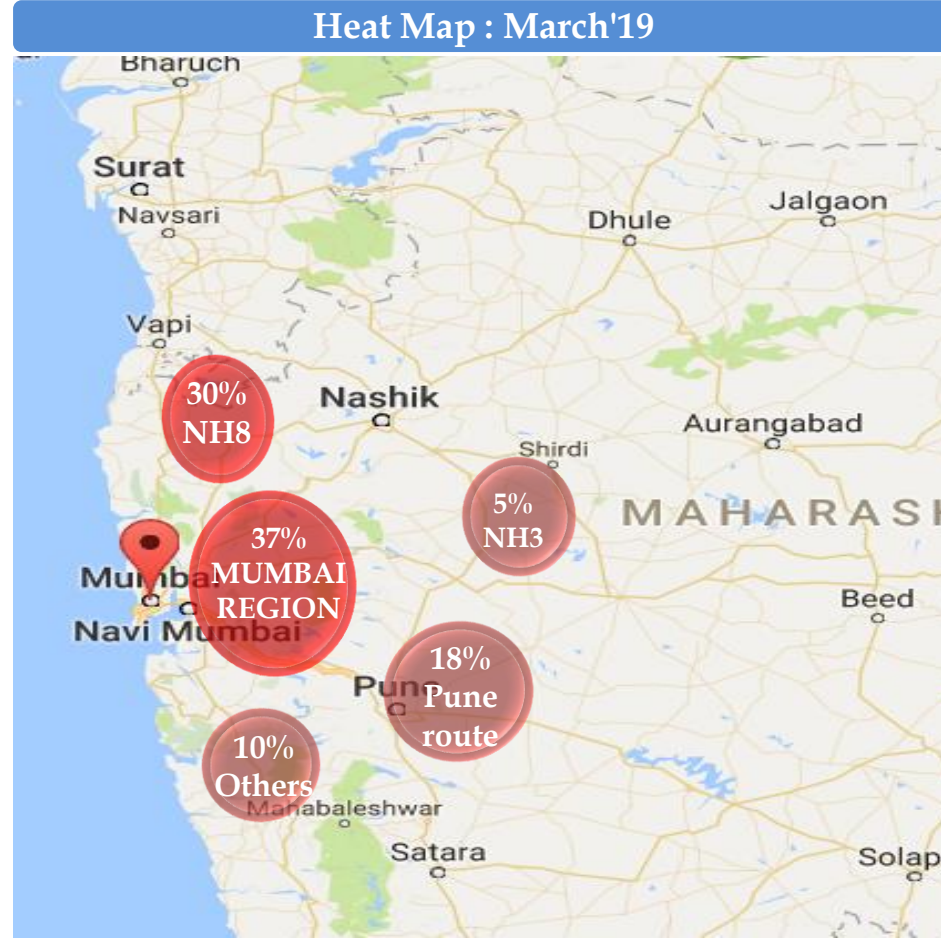 Heat Map : March'19
Bharuch
Surat
Navsari
Dhule
Jalgaon
Vapi
30%
NH8
Nashik
Aurangabad
Shirdi
5%
NH3
MAHARAS
37%
MUMBAI
REGION
Mumbai
Navi Mumbai
Beed
18%
Pune
Pune
route
10%
Others
Mahabaleshwar
Satara
Solap